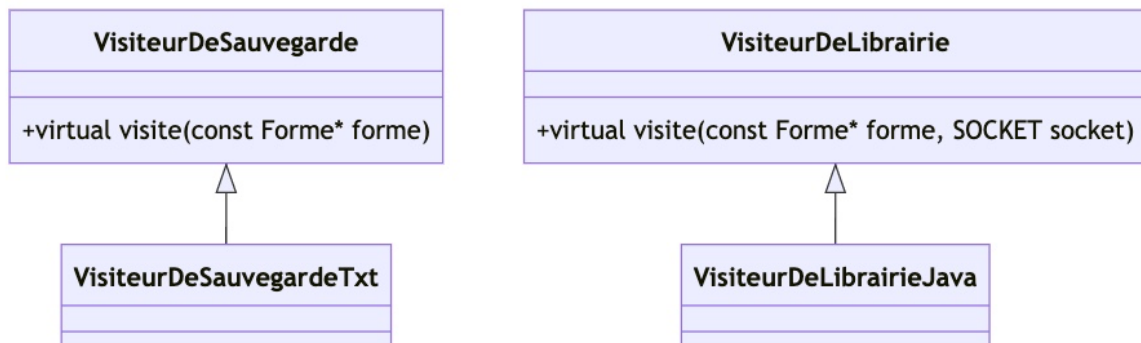 VisiteurDeSauvegarde
+virtual visite(const Forme* forme)
VisiteurDeSauvegardeTxt
VisiteurDeLibrairie
+virtual visite(const Forme* forme, SOCKET socket)
VisiteurDeLibrairieJava